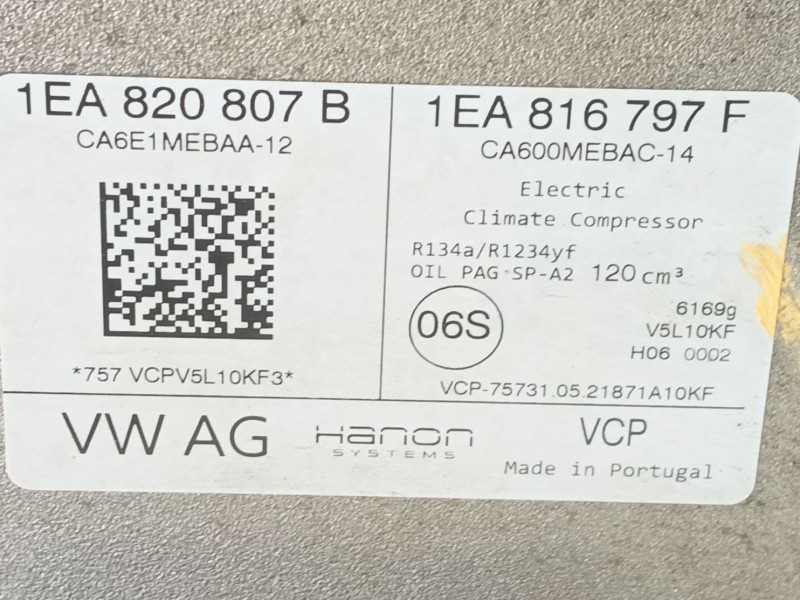 1EA 820 807 B
CA6E1MEBAA-12
*757 VCPV5L10KF3*
1EA 816 797 F
CA600MEBAC-14
Electric
Climate Compressor
R134a/R1234yf
OIL PAG SP-A2 120 cm³
06S
6169g
V5L10KF
H06 0002
VCP-75731.05.21871A10KF
VW AG
Hanon
SYSTEMS
VCP
Made in Portugal